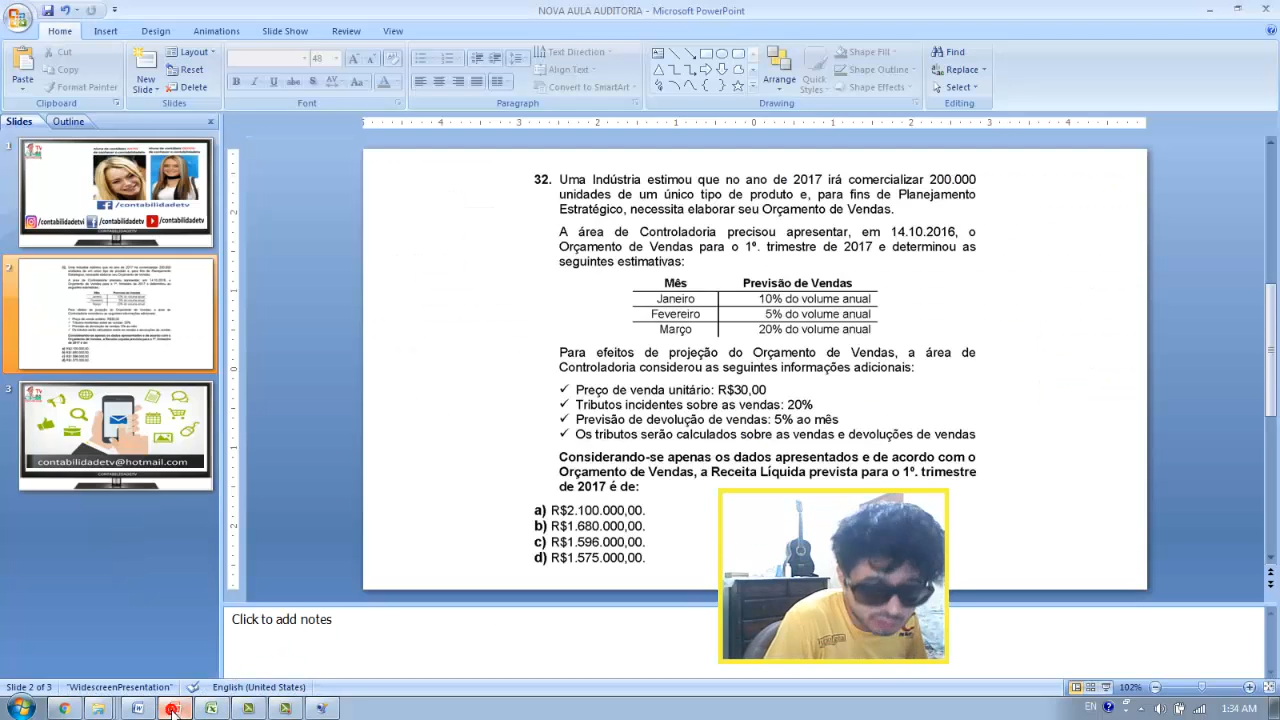 NOVA AULA AUDITORIA - Microsoft PowerPoint
Home Insert Design Animations Slide Show Review View
Paste
Cut
Copy
Format Painter
Clipboard
New Slide
Layout
Reset
Delete
Slides
48
Font
Paragraph
Text Direction
Align Text
Convert to SmartArt
Arrange
Quick Styles
Shape Fill
Shape Outline
Shape Effects
Drawing
Find
Replace
Select
Editing
Slides Outline
1
/contabilidadetv
/contabilidadetvi /contabilidadetv /contabilidadetv
3
contabilidadetv@hotmail.com
32. Uma Indústria estimou que no ano de 2017 irá comercializar 200.000
unidades de um único tipo de produto e, para fins de Planejamento
Estratégico, necessita elaborar seu Orçamento de Vendas.
A área de Controladoria precisou apresentar, em 14.10.2016, o
Orçamento de Vendas para o 1º. trimestre de 2017 e determinou as
seguintes estimativas:
Mês Previsão de Vendas
Janeiro 10% do volume anual
Fevereiro 5% do volume anual
Março 20% do volume anual
Para efeitos de projeção do Orçamento de Vendas, a área de
Controladoria considerou as seguintes informações adicionais:
✓ Preço de venda unitário: R$30,00
✓ Tributos incidentes sobre as vendas: 20%
✓ Previsão de devolução de vendas: 5% ao mês
✓ Os tributos serão calculados sobre as vendas e devoluções de vendas
Considerando-se apenas os dados apresentados e de acordo com o
Orçamento de Vendas, a Receita Líquida prevista para o 1º. trimestre
de 2017 é de:
a) R$2.100.000,00.
b) R$1.680.000,00.
c) R$1.596.000,00.
d) R$1.575.000,00.
Click to add notes
Slide 2 of 3 "WidescreenPresentation" English (United States) 102%
EN 1:34 AM